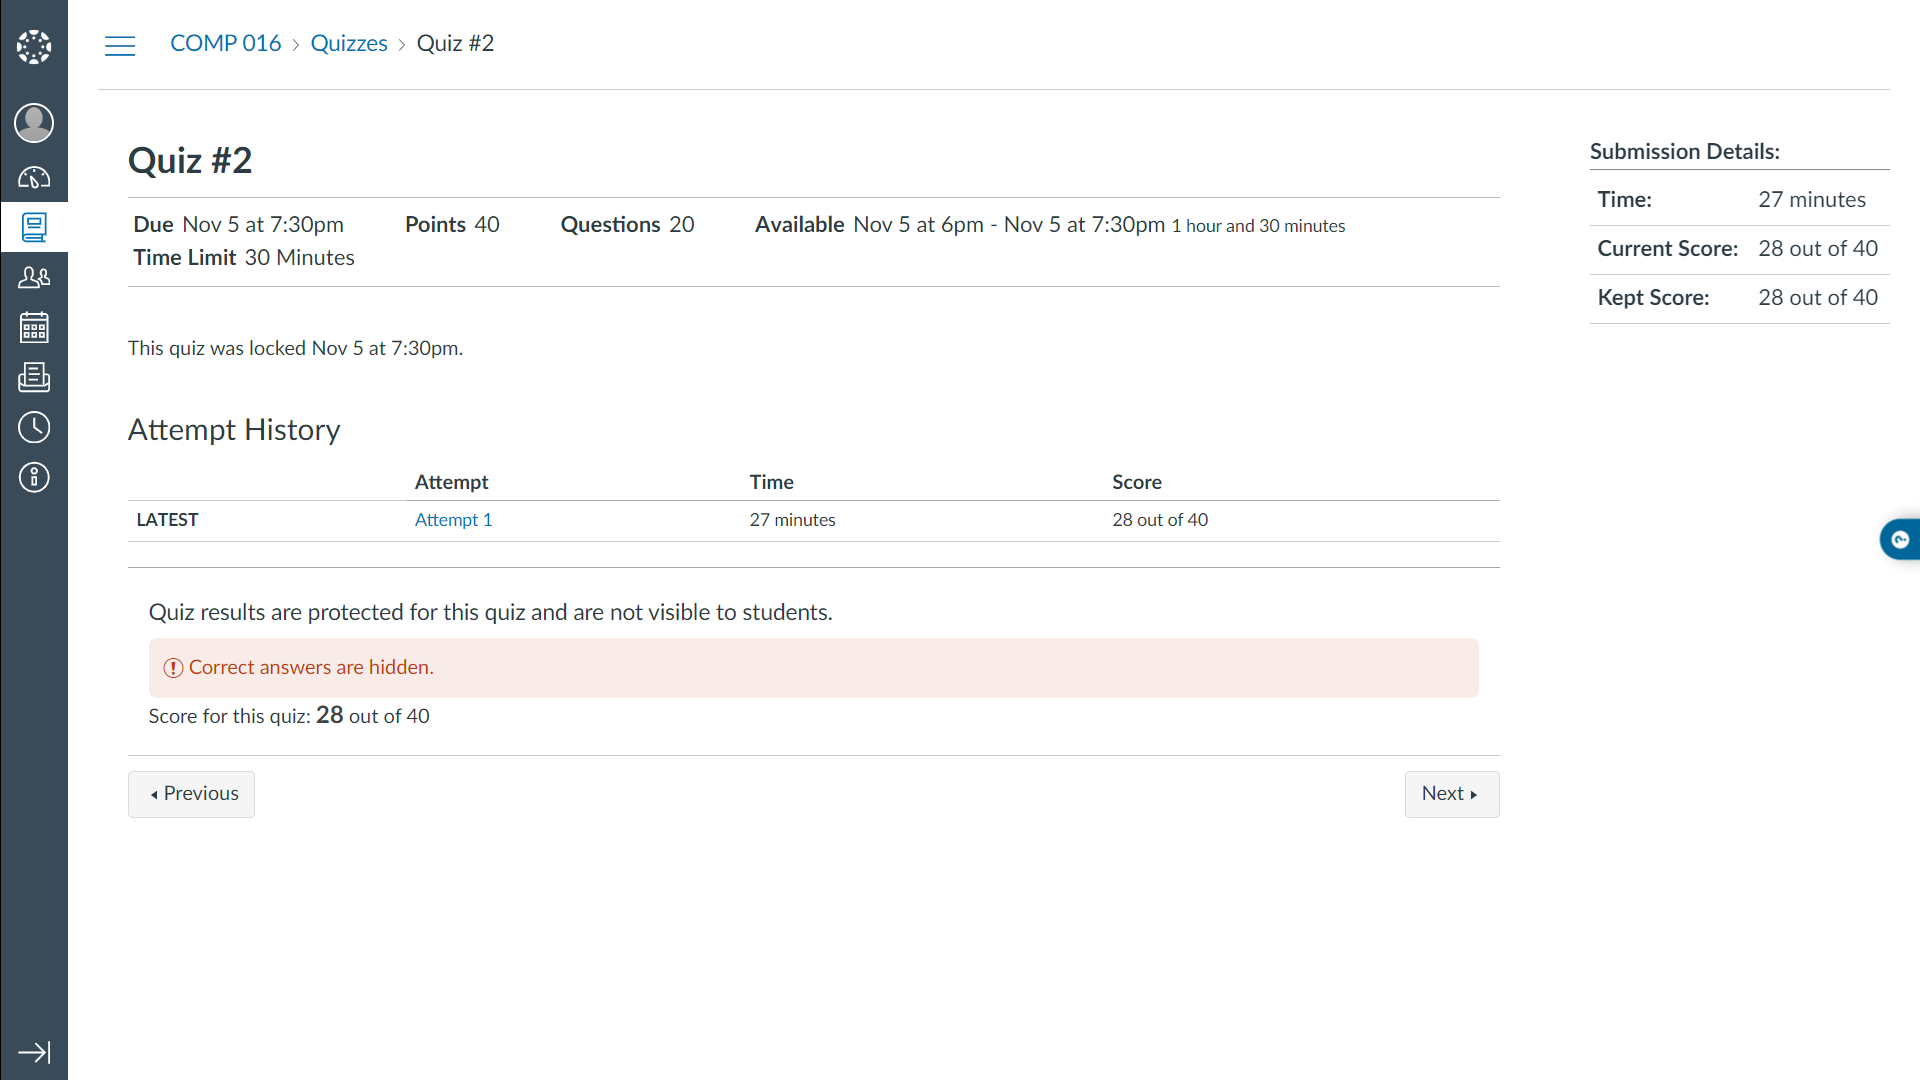 COMP 016 › Quizzes › Quiz #2
Quiz #2
Due Nov 5 at 7:30pm Points 40 Questions 20 Available Nov 5 at 6pm - Nov 5 at 7:30pm 1 hour and 30 minutes
Time Limit 30 Minutes
This quiz was locked Nov 5 at 7:30pm.
Attempt History
Attempt Time Score
LATEST Attempt 1 27 minutes 28 out of 40
Quiz results are protected for this quiz and are not visible to students.
Correct answers are hidden.
Score for this quiz: 28 out of 40
Previous
Next
Submission Details:
Time: 27 minutes
Current Score: 28 out of 40
Kept Score: 28 out of 40